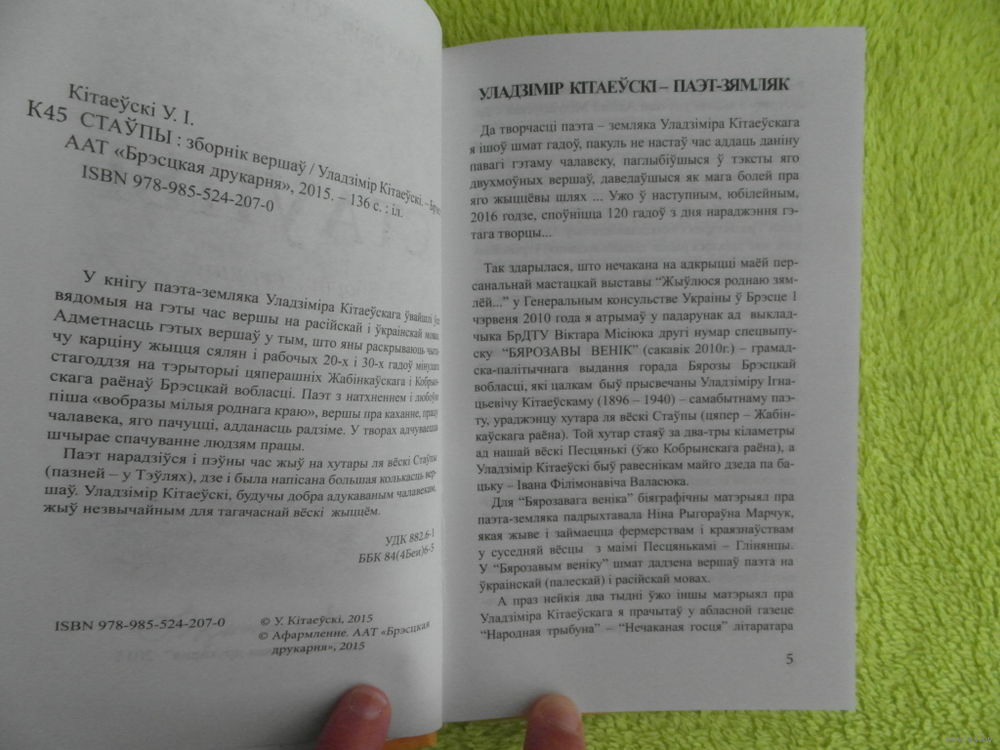 Кітаеўскі У. І.
К45 СТАЎПЫ : зборнік вершаў / Уладзімір Кітаеўскі. –
ААТ «Брэсцкая друкарня», 2015. – 136 с. : іл.
ISBN 978-985-524-207-0
У кнігу паэта-земляка Уладзіміра Кітаеўскага ўвайшлі
вядомыя на гэты час вершы на расійскай і ўкраінскай
Адметнасць гэтых вершаў у тым, што яны раскрываюць
чу карціну жыцця сялян і рабочых 20-х і 30-х гадоў мінулага
стагоддзя на тэрыторыі цяперашніх Жабінкаўскага і Кобрын-
скага раёнаў Брэсцкай вобласці. Паэт з натхненнем і любоўю
піша «вобразы мілыя роднага краю», вершы пра каханне, працу
чалавека, яго пачуцці, адданасць радзіме. У творах адчуваецца
шчырае спачуванне людзям працы.
Паэт нарадзіўся і пэўны час жыў на хутары ля вёскі Стаўпы
(пазней – у Тэўлях), дзе і была напісана большая колькасць вер-
шаў. Уладзімір Кітаеўскі, будучы добра адукаваным чалавекам,
жыў незвычайным для тагачаснай вёскі жыццём.
УДК 882.6-1
ББК 84(4Беи)6-5
ISBN 978-985-524-207-0
© У. Кітаеўскі, 2015
© Афармленне. ААТ «Брэсцкая
друкарня», 2015
УЛАДЗІМІР КІТАЕЎСКІ – ПАЭТ-ЗЯМЛЯК
Да творчасці паэта – земляка Уладзіміра Кітаеўскага
я ішоў шмат гадоў, пакуль не настаў час аддаць даніну
павагі гэтаму чалавеку, паглыбіўшыся ў тэксты яго
двухмоўных вершаў, даведаўшыся як мага болей пра
яго жыццёвы шлях ... Ужо ў наступным, юбілейным,
2016 годзе, споўніцца 120 гадоў з дня нараджэння гэ-
тага творцы...
Так здарылася, што нечакана на адкрыцці маёй пер-
санальнай мастацкай выставы “Жыўлюся роднаю зям-
лёй...” у Генеральным консульстве Украіны ў Брэсце 1
чэрвеня 2010 года я атрымаў у падарунак ад выклад-
чыка БрДТУ Віктара Місіюка другі нумар спецвыпу-
ску “БЯРОЗАВЫ ВЕНІК” (сакавік 2010г.) – грамад-
ска-палітычнага выдання горада Бярозы Брэсцкай
вобласці, які цалкам быў прысвечаны Уладзіміру Ігна-
цьевічу Кітаеўскаму (1896 – 1940) – самабытнаму паэ-
ту, ураджэнцу хутара ля вёскі Стаўпы (цяпер – Жабін-
каўскага раёна). Той хутар стаяў за два-тры кіламетры
ад нашай вёскі Песцянькі (ўжо Кобрынскага раёна), а
Уладзімір Кітаеўскі быў равеснікам майго дзеда па ба-
цьку – Івана Філімонавіча Валасюка.
Для “Бярозавага веніка” біяграфічны матэрыял пра
паэта-земляка падрыхтавала Ніна Рыгораўна Марчук,
якая жыве і займаецца фермерствам і краязнаўствам
у суседняй вёсцы з маімі Песцянькамі – Глінянцы.
У “Бярозавым веніку” шмат дадзена вершаў паэта на
ўкраінскай (палескай) і расійскай мовах.
А праз нейкія два тыдні ўжо іншы матэрыял пра
Уладзіміра Кітаеўскага я прачытаў у абласной газеце
“Народная трыбуна” – “Нечаканая госця” літаратара
5